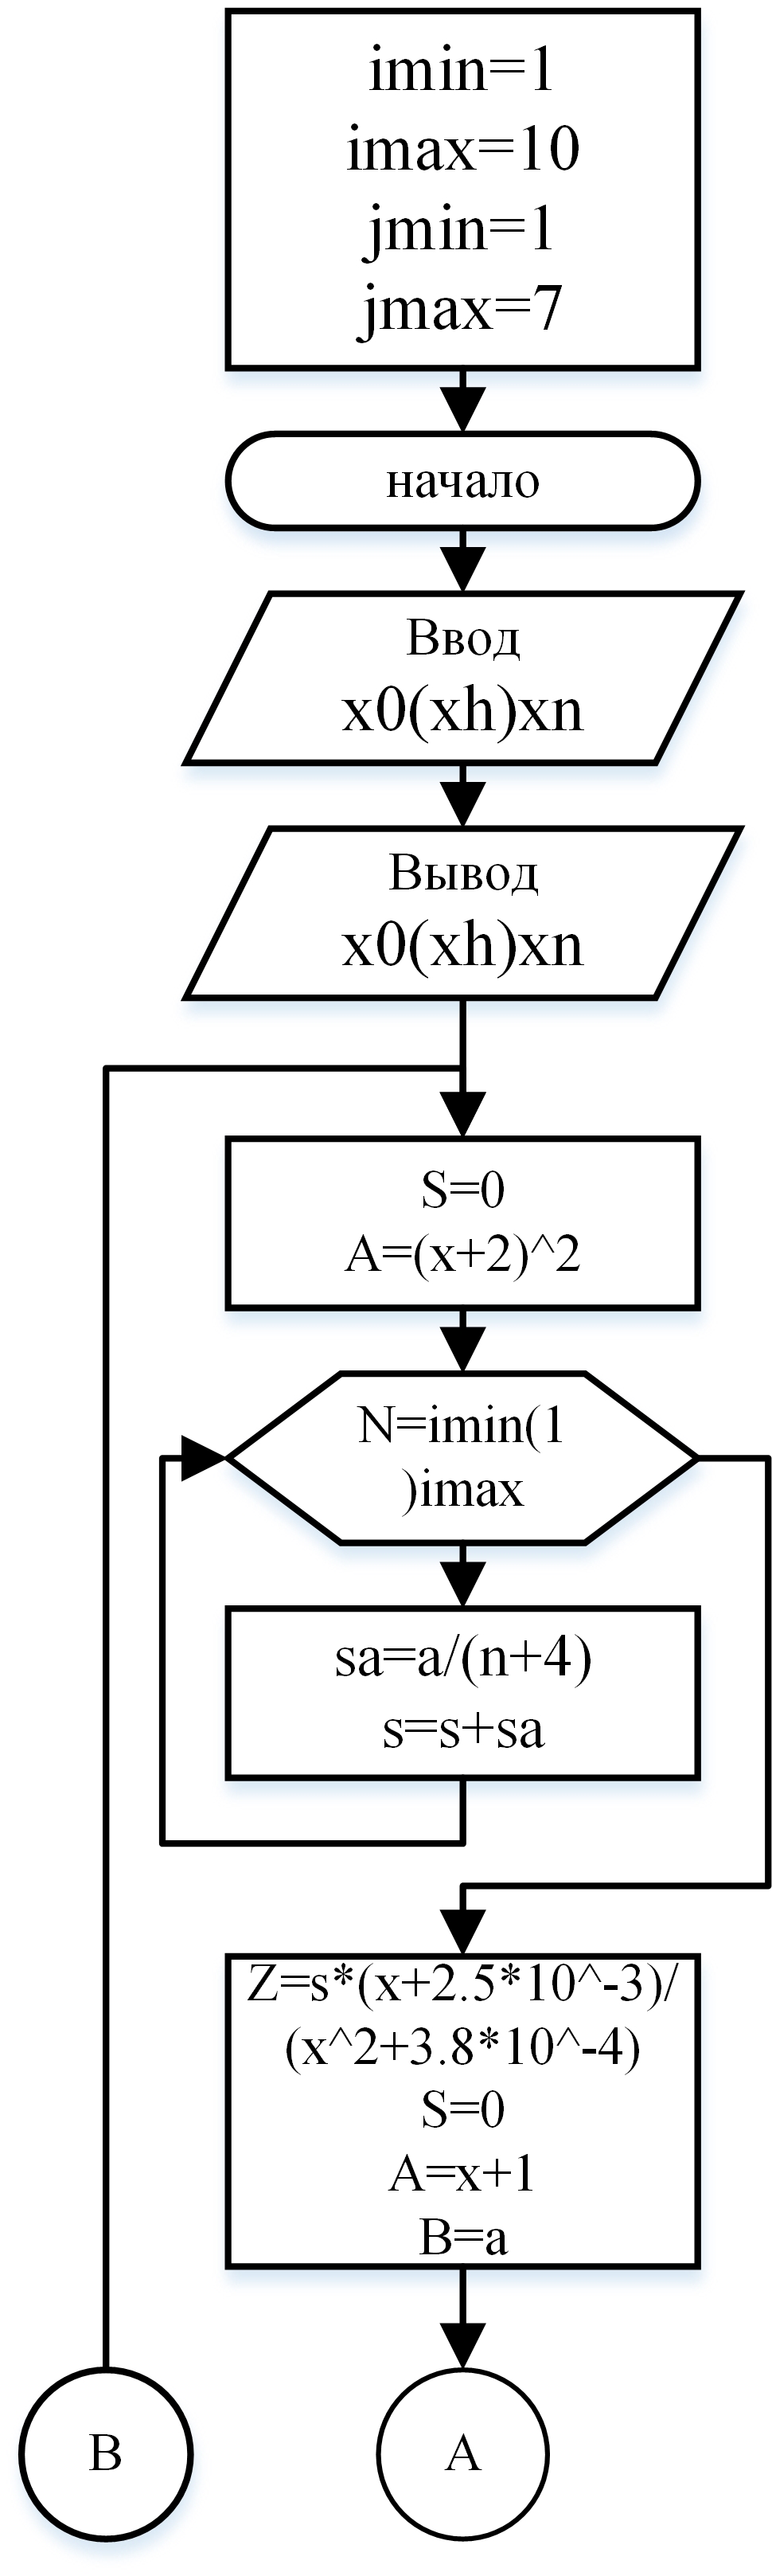 imin=1
imax=10
jmin=1
jmax=7
начало
Ввод
x0(xh)xn
Вывод
x0(xh)xn
S=0
A=(x+2)^2
N=imin(1
)imax
sa=a/(n+4)
s=s+sa
Z=s*(x+2.5*10^-3)/
(x^2+3.8*10^-4)
S=0
A=x+1
B=a
B
A